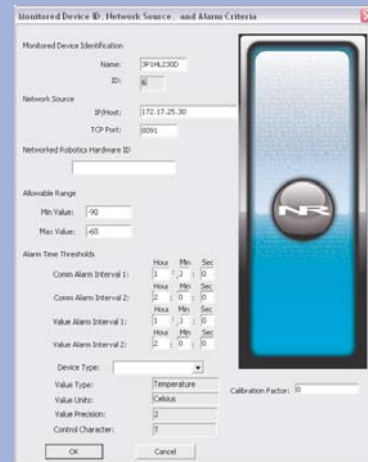 Monitored Device ID, Network Source, and Alarm Criteria
Monitored Device Identification
Name: 3P1HL230D
ID: 6
Network Source
IP/Host: 172.17.25.30
TCP Port: 8091
Networked Robotics Hardware ID
Allowable Range
Min Value: -90
Max Value: -60
Alarm Time Thresholds
Hour Min Sec
Comm Alarm Interval 1: 1 : : 0
Hour Min Sec
Comm Alarm Interval 2: 2 : 0 : 0
Hour Min Sec
Value Alarm Interval 1: 1 : : 0
Hour Min Sec
Value Alarm Interval 2: 2 : 0 : 0
Device Type:
Value Type: Temperature
Value Units: Celsius
Calibration Factor: 0
Value Precision: 2
Control Character: T
OK Cancel
NR